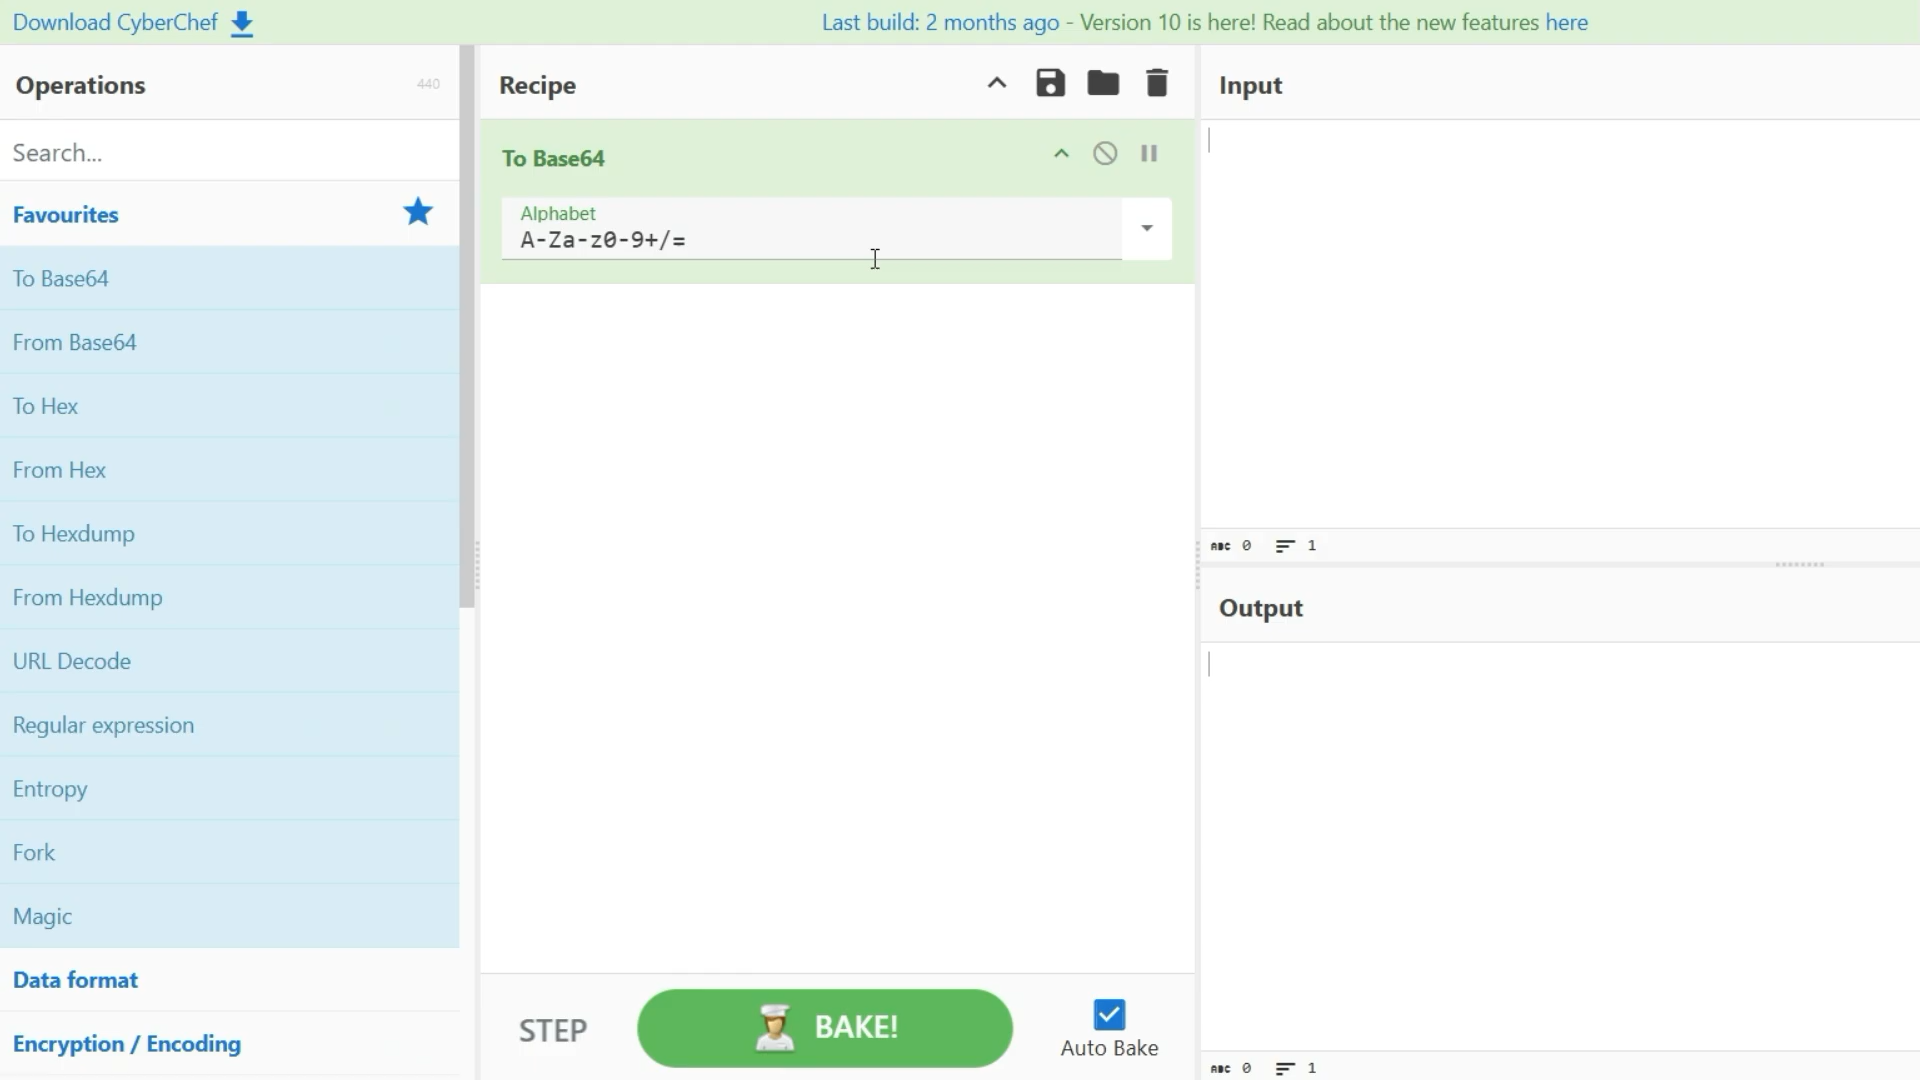 Download CyberChef
Last build: 2 months ago - Version 10 is here! Read about the new features here
Operations
440
Search...
Favourites
To Base64
From Base64
To Hex
From Hex
To Hexdump
From Hexdump
URL Decode
Regular expression
Entropy
Fork
Magic
Data format
Encryption / Encoding
Recipe
To Base64
Alphabet
A-Za-z0-9+/=
STEP
BAKE!
Auto Bake
Input
ABC 0 1
Output
ABC 0 1